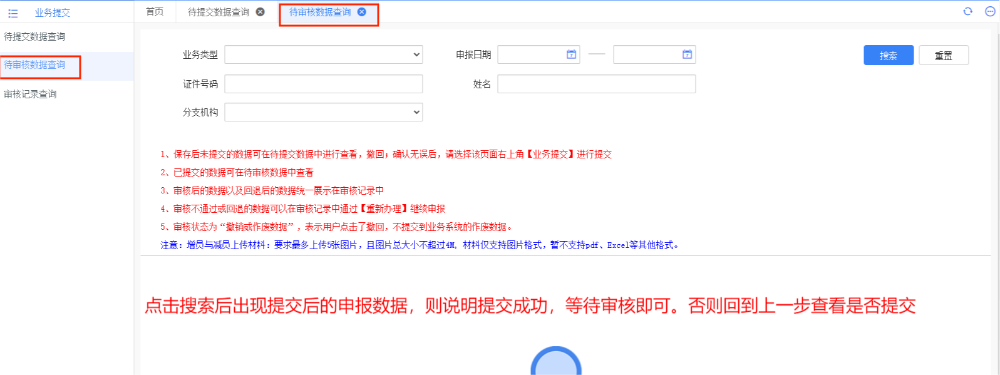 业务提交
首页
待提交数据查询
待审核数据查询
待提交数据查询
待审核数据查询
审核记录查询
业务类型
申报日期
搜索
重置
证件号码
姓名
分支机构
1、保存后未提交的数据可在待提交数据中进行查看，撤回；确认无误后，请选择该页面右上角【业务提交】进行提交
2、已提交的数据可在待审核数据中查看
3、审核后的数据以及回退后的数据统一展示在审核记录中
4、审核不通过或回退的数据可以在审核记录中通过【重新办理】继续申报
5、审核状态为“撤销或作废数据”，表示用户点击了撤回，不提交到业务系统的作废数据。
注意：增员与减员上传材料：要求最多上传5张图片，且图片总大小不超过4M, 材料仅支持图片格式，暂不支持pdf、Excel等其他格式。
点击搜索后出现提交后的申报数据，则说明提交成功，等待审核即可。否则回到上一步查看是否提交